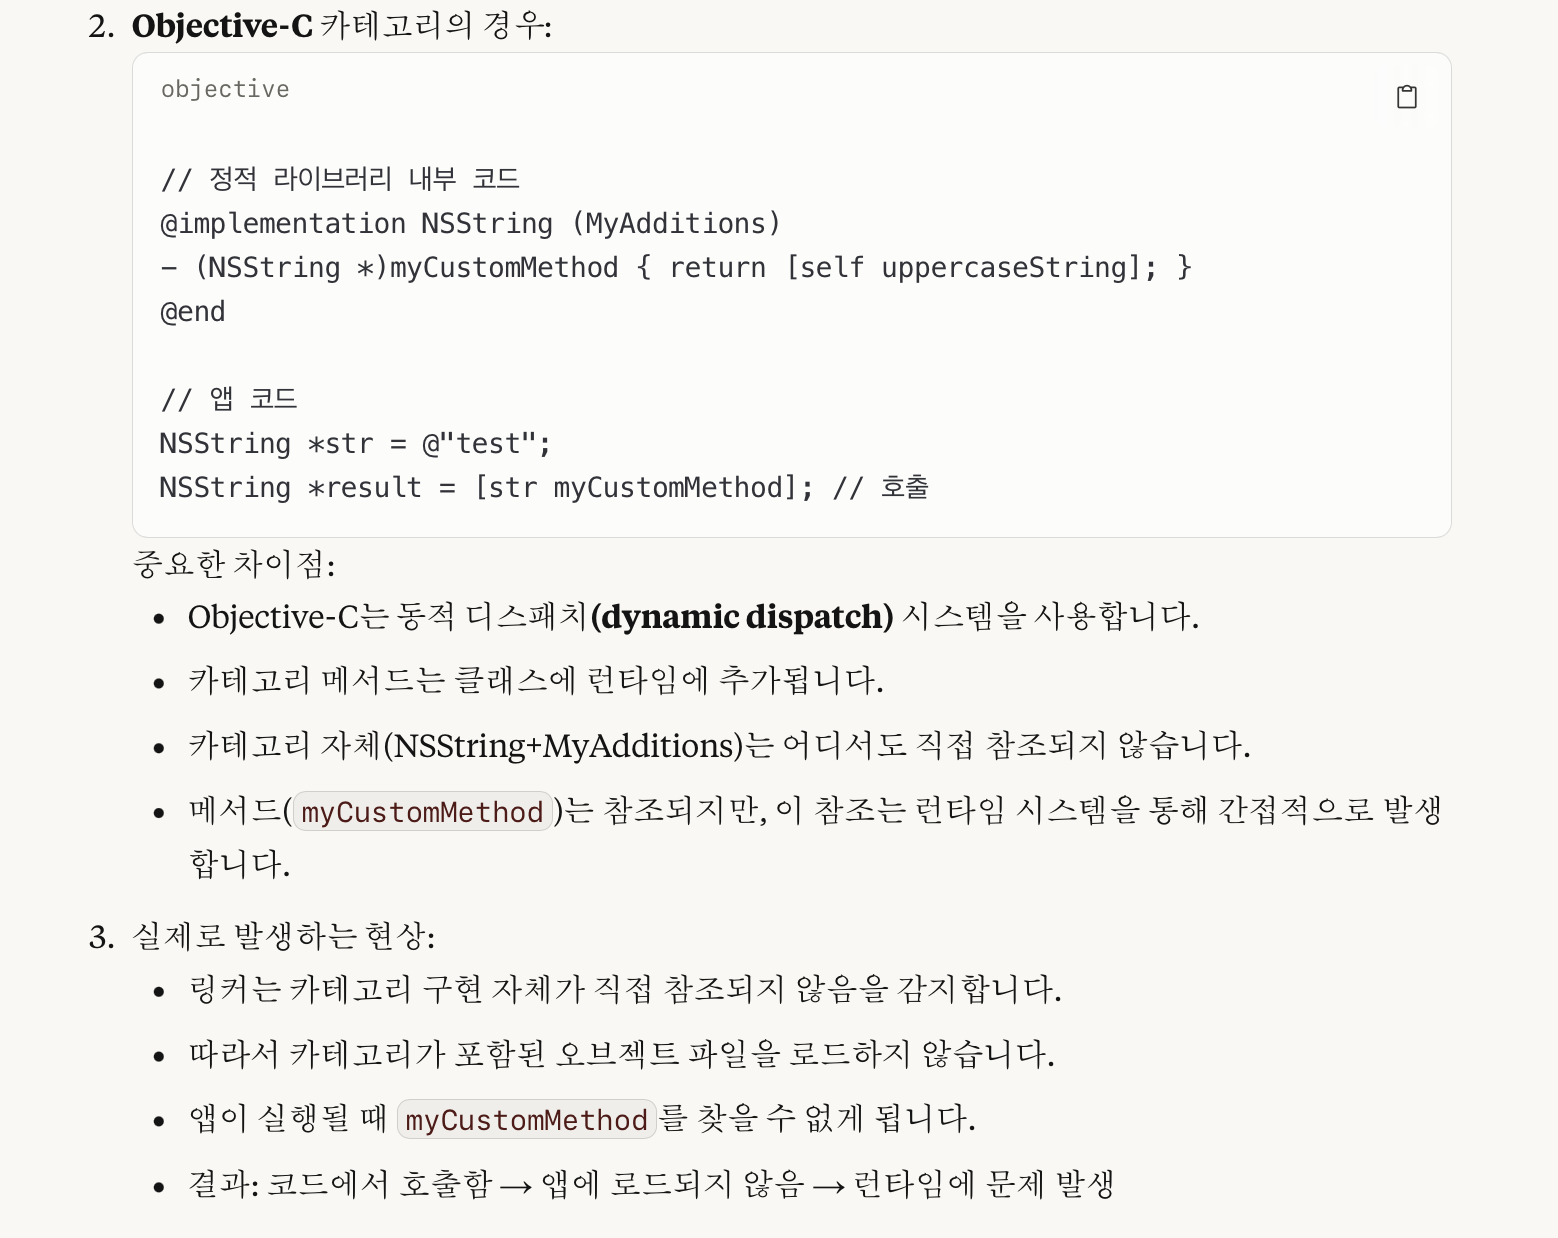 2. Objective-C 카테고리의 경우:
objective
// 정적 라이브러리 내부 코드
@implementation NSString (MyAdditions)
- (NSString *)myCustomMethod { return [self uppercaseString]; }
@end
// 앱 코드
NSString *str = @"test";
NSString *result = [str myCustomMethod]; // 호출
중요한 차이점:
• Objective-C는 동적 디스패치(dynamic dispatch) 시스템을 사용합니다.
• 카테고리 메서드는 클래스에 런타임에 추가됩니다.
• 카테고리 자체(NSString+MyAdditions)는 어디서도 직접 참조되지 않습니다.
• 메서드(myCustomMethod)는 참조되지만, 이 참조는 런타임 시스템을 통해 간접적으로 발생
합니다.
3. 실제로 발생하는 현상:
• 링커는 카테고리 구현 자체가 직접 참조되지 않음을 감지합니다.
• 따라서 카테고리가 포함된 오브젝트 파일을 로드하지 않습니다.
• 앱이 실행될 때 myCustomMethod를 찾을 수 없게 됩니다.
• 결과: 코드에서 호출함 → 앱에 로드되지 않음 → 런타임에 문제 발생